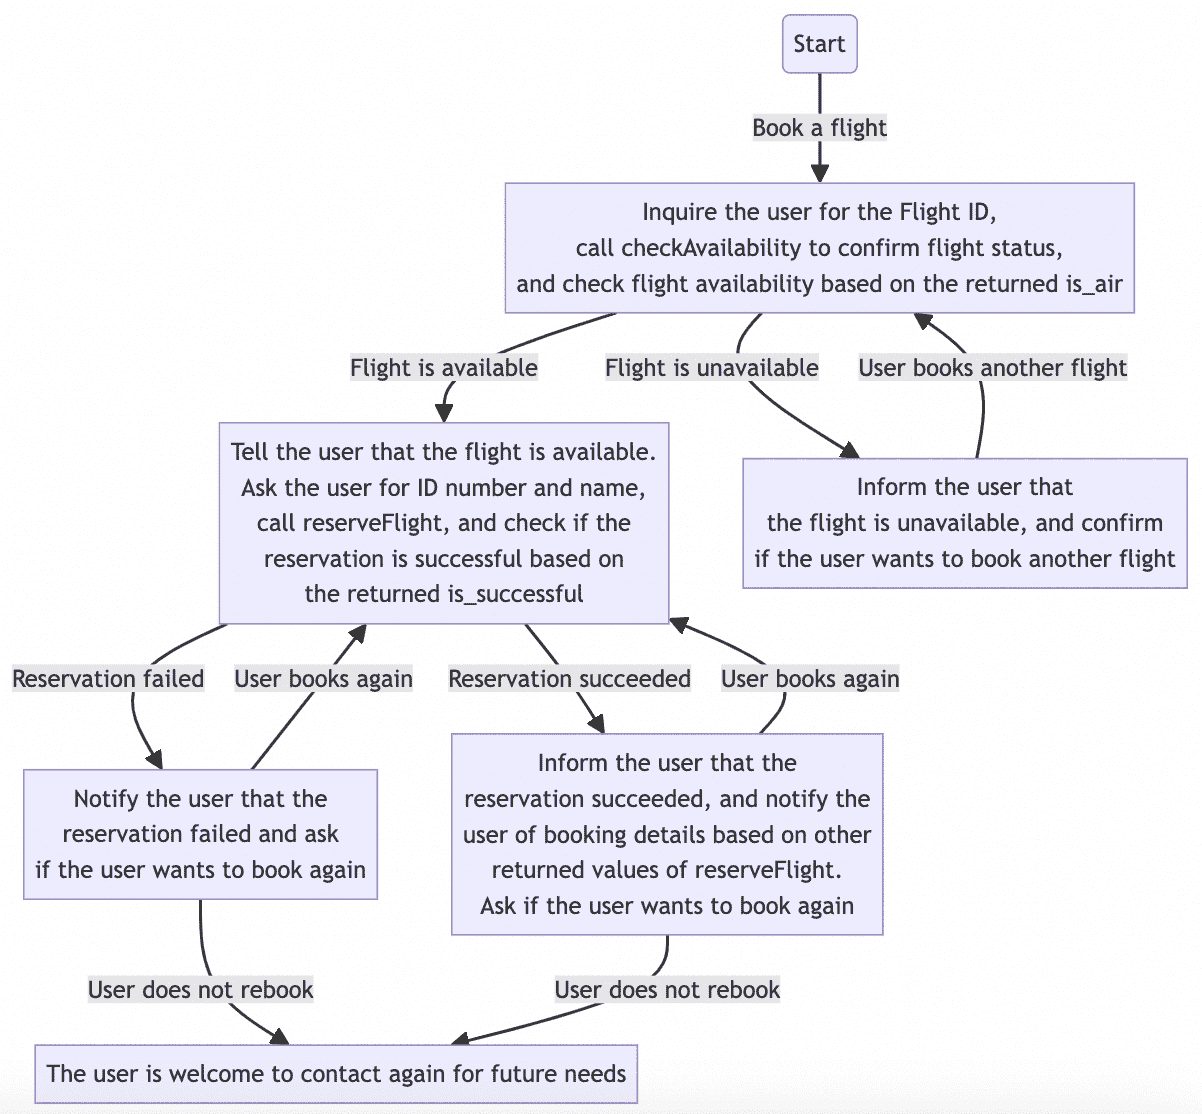 Start
Book a flight
Inquire the user for the Flight ID,
call checkAvailability to confirm flight status,
and check flight availability based on the returned is_air
Flight is available
Flight is unavailable
User books another flight
Tell the user that the flight is available.
Ask the user for ID number and name,
call reserveFlight, and check if the
reservation is successful based on
the returned is_successful
Inform the user that
the flight is unavailable, and confirm
if the user wants to book another flight
Reservation failed
User books again
Reservation succeeded
User books again
Notify the user that the
reservation failed and ask
if the user wants to book again
Inform the user that the
reservation succeeded, and notify the
user of booking details based on other
returned values of reserveFlight.
Ask if the user wants to book again
User does not rebook
User does not rebook
The user is welcome to contact again for future needs